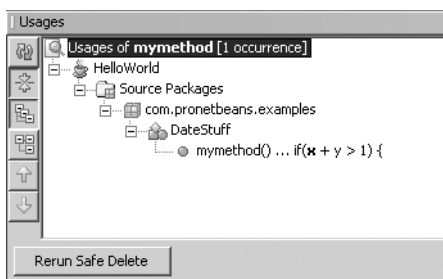 Usages
Usages of mymethod [1 occurrence]
HelloWorld
Source Packages
com.pronetbeans.examples
DateStuff
mymethod() ... if(x + y > 1) {
Rerun Safe Delete